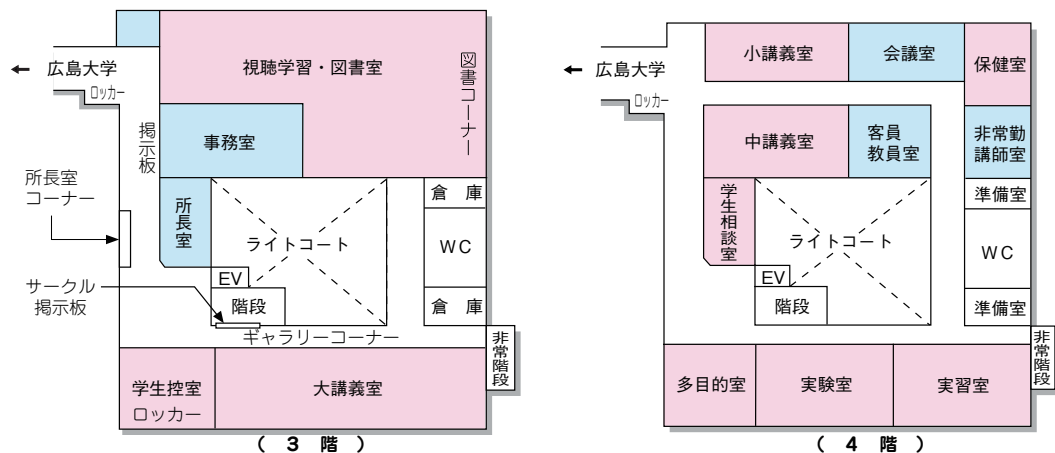 ← 広島大学
ロッカー
視聴学習・図書室
図書コーナー
掲示板
事務室
所長室
コーナー
所長室
ライトコート
倉 庫
WC
倉 庫
EV
階段
サークル
掲示板
ギャラリーコーナー
非常階段
学生控室
ロッカー
大講義室
( 3 階 )
← 広島大学
ロッカー
小講義室
会議室
保健室
中講義室
客員
教員室
非常勤
講師室
学生相談室
ライトコート
準備室
WC
準備室
EV
階段
非常階段
多目的室
実験室
実習室
( 4 階 )